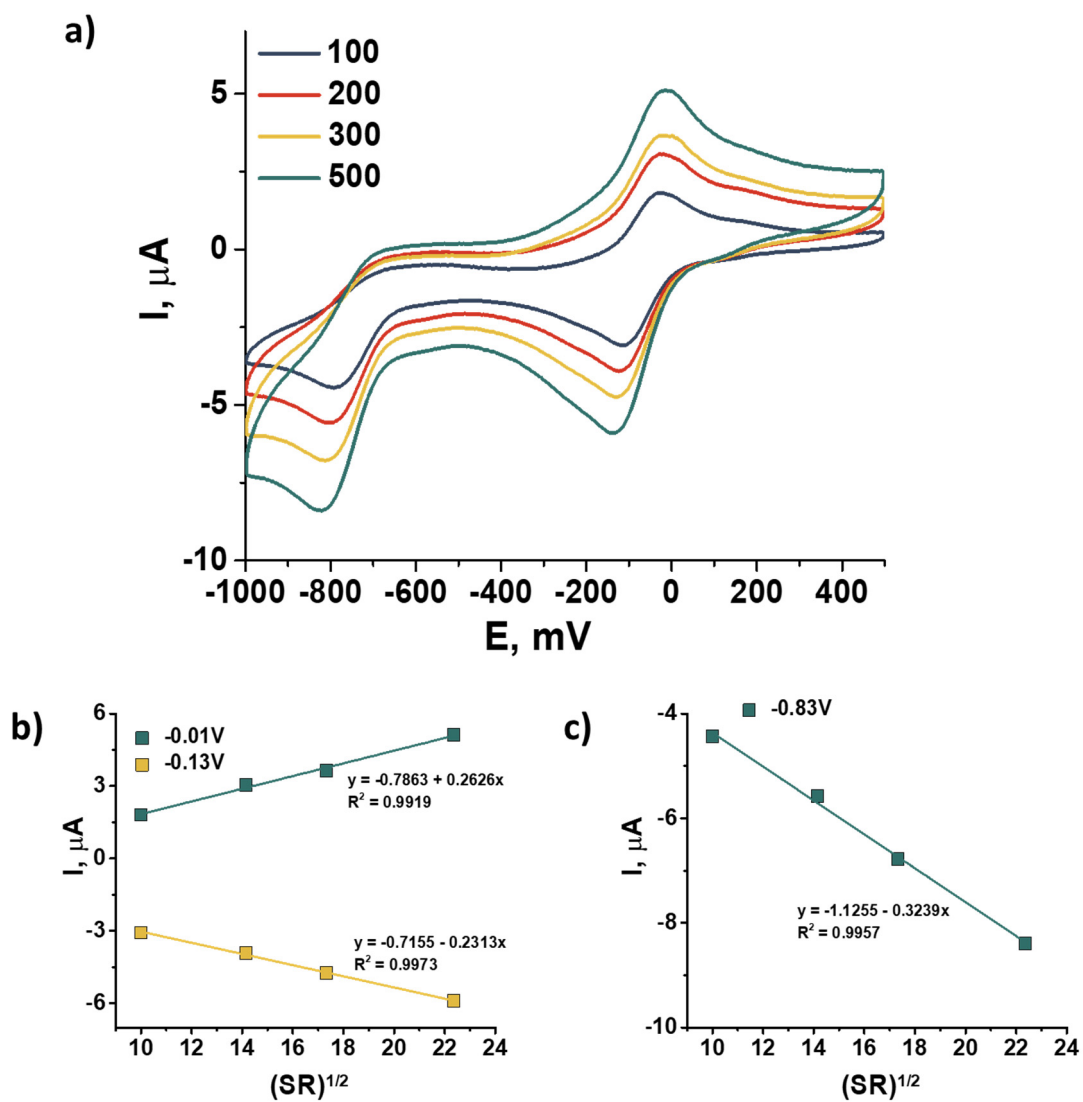 a)
100
200
300
500
5
0
-5
-10
I, μA
-1000 -800 -600 -400 -200 0 200 400
E, mV
b)
-0.01V
-0.13V
6
3
0
-3
-6
I, μA
y = -0.7863 + 0.2626x
R² = 0.9919
y = -0.7155 - 0.2313x
R² = 0.9973
10 12 14 16 18 20 22 24
(SR)^1/2
c)
-0.83V
-4
-6
-8
-10
I, μA
y = -1.1255 - 0.3239x
R² = 0.9957
10 12 14 16 18 20 22 24
(SR)^1/2